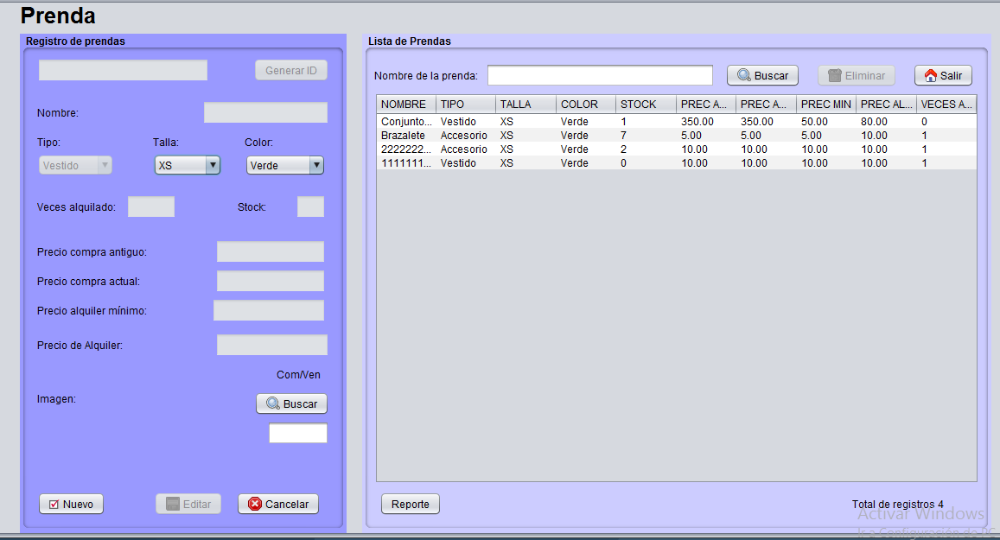 Prenda
Registro de prendas
Generar ID
Nombre:
Tipo: Talla: Color:
Vestido XS Verde
Veces alquilado: Stock:
Precio compra antiguo:
Precio compra actual:
Precio alquiler mínimo:
Precio de Alquiler:
Com/Ven
Imagen:
Buscar
Nuevo Editar Cancelar
Lista de Prendas
Nombre de la prenda: Buscar Eliminar Salir
NOMBRE TIPO TALLA COLOR STOCK PREC A... PREC A... PREC MIN PREC AL... VECES A...
Conjunto... Vestido XS Verde 1 350.00 350.00 50.00 80.00 0
Brazalete Accesorio XS Verde 7 5.00 5.00 5.00 10.00 1
2222222... Accesorio XS Verde 2 10.00 10.00 10.00 10.00 1
1111111... Vestido XS Verde 0 10.00 10.00 10.00 10.00 1
Reporte Total de registros 4
Activar Windows
Ir a Configuración de PC